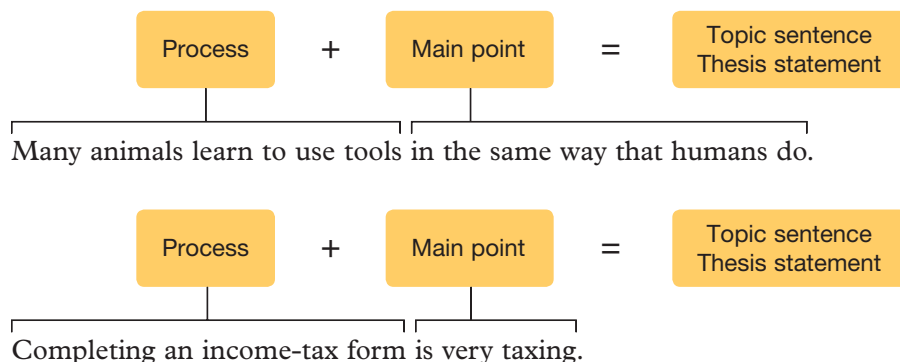 Process + Main point = Topic sentence
Thesis statement
Many animals learn to use tools in the same way that humans do.
Process + Main point = Topic sentence
Thesis statement
Completing an income-tax form is very taxing.